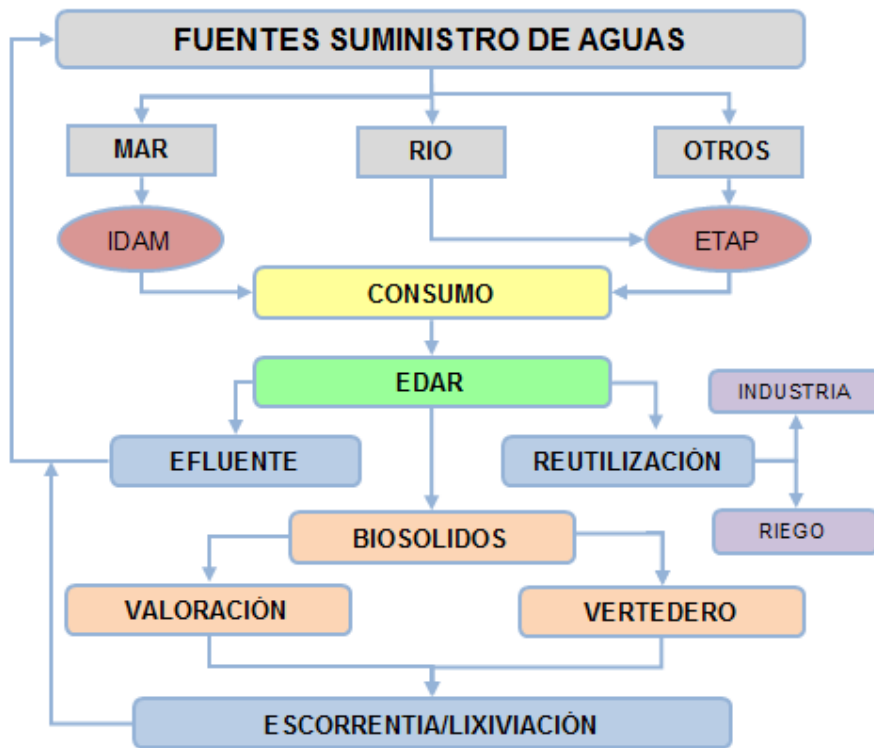 FUENTES SUMINISTRO DE AGUAS
MAR
RIO
OTROS
IDAM
ETAP
CONSUMO
EDAR
INDUSTRIA
EFLUENTE
REUTILIZACIÓN
RIEGO
BIOSOLIDOS
VALORACIÓN
VERTEDERO
ESCORRENTIA/LIXIVIACIÓN